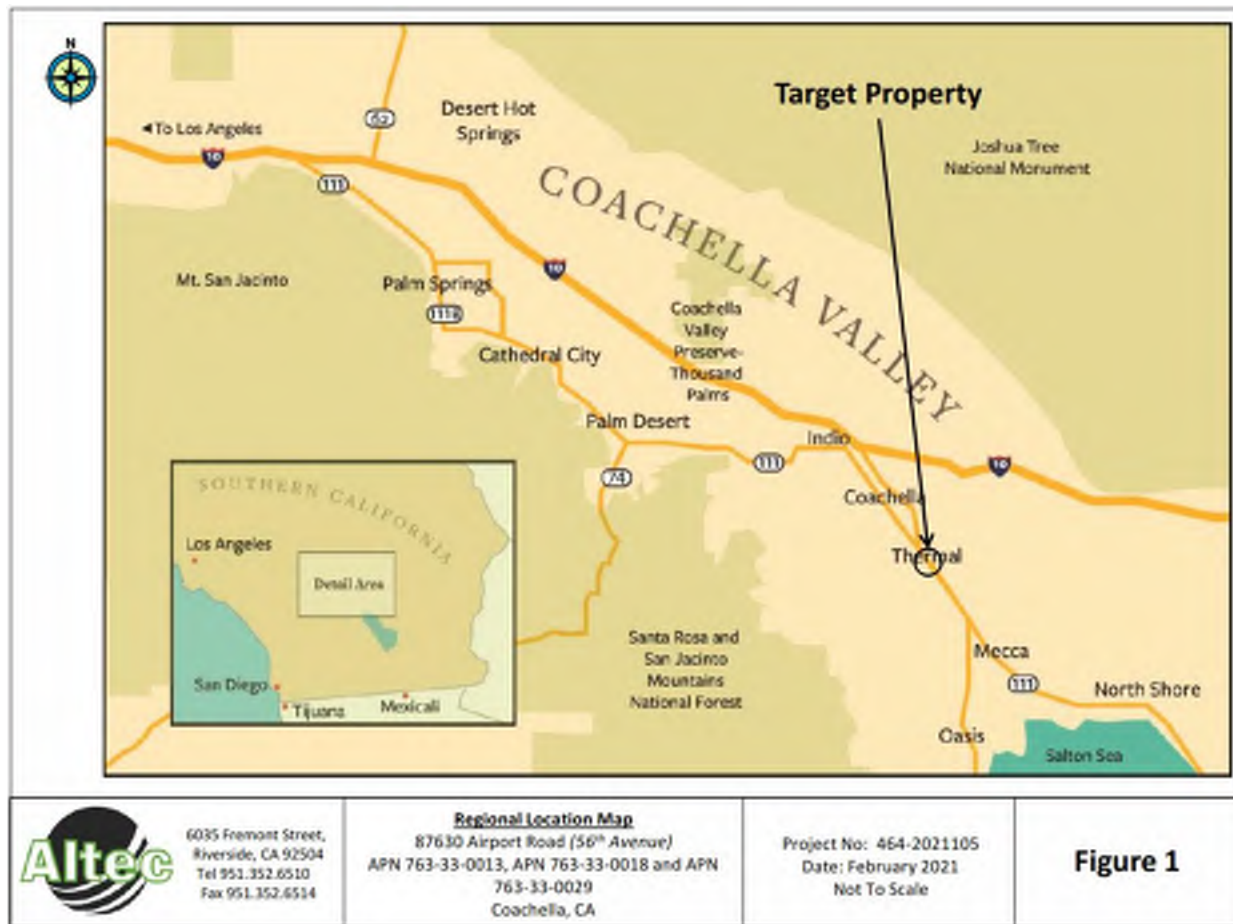 N
Target Property
Desert Hot
Springs
62
◄To Los Angeles
10
111
Joshua Tree
National Monument
COACHELLA VALLEY
Mt. San Jacinto
Palm Springs
10
Cathedral City
Coachella
Valley
Preserve-
Thousand
Palms
Palm Desert
Indio
111
10
74
Coachella
Thermal
SOUTHERN CALIFORNIA
Los Angeles
Detail Area
San Diego
Tijuana
Mexicali
Santa Rosa and
San Jacinto
Mountains
National Forest
Mecca
111
North Shore
Oasis
Salton Sea
Altec
6035 Fremont Street,
Riverside, CA 92504
Tel 951.352.6510
Fax 951.352.6514
Regional Location Map
87630 Airport Road (56th Avenue)
APN 763-33-0013, APN 763-33-0018 and APN
763-33-0029
Coachella, CA
Project No: 464-2021105
Date: February 2021
Not To Scale
Figure 1